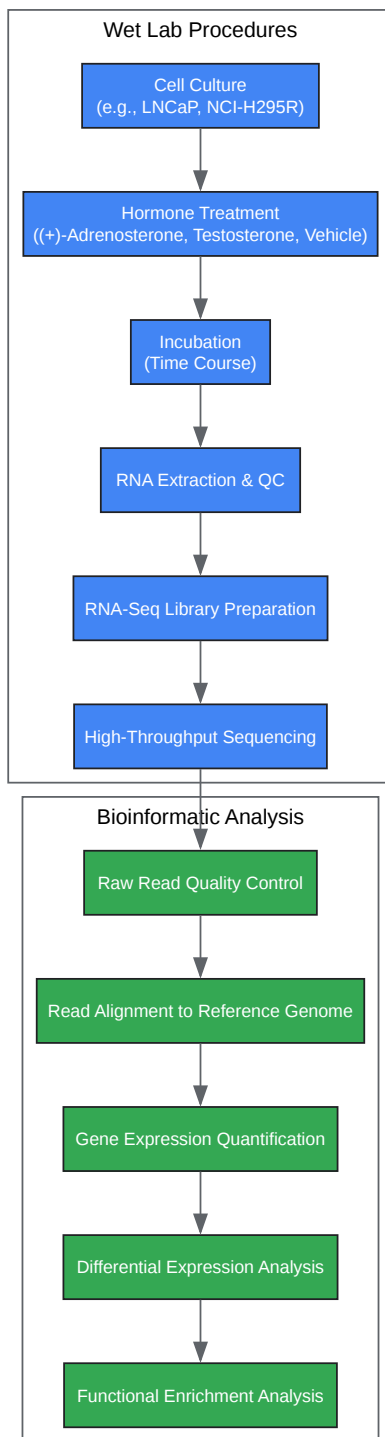 Wet Lab Procedures
Cell Culture
(e.g., LNCaP, NCI-H295R)
Hormone Treatment
((+)-Adrenosterone, Testosterone, Vehicle)
Incubation
(Time Course)
RNA Extraction & QC
RNA-Seq Library Preparation
High-Throughput Sequencing
Bioinformatic Analysis
Raw Read Quality Control
Read Alignment to Reference Genome
Gene Expression Quantification
Differential Expression Analysis
Functional Enrichment Analysis